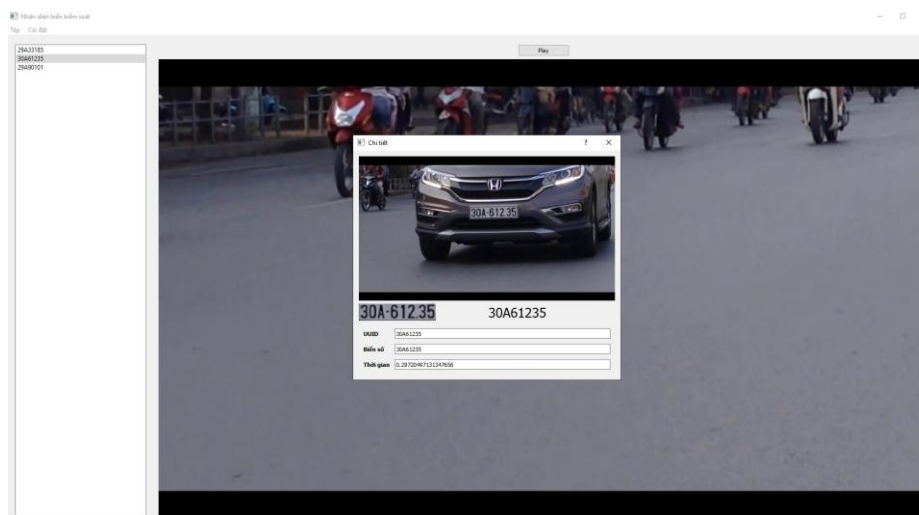 Nhận diện biển kiểm soát
Tệp Cài đặt
29A33185
30A61235
29A90101
Play
Chi tiết ? X
30A-612.35
30A-612.35 30A61235
UUID 30A61235
Biển số 30A61235
Thời gian 0.29720497131347656